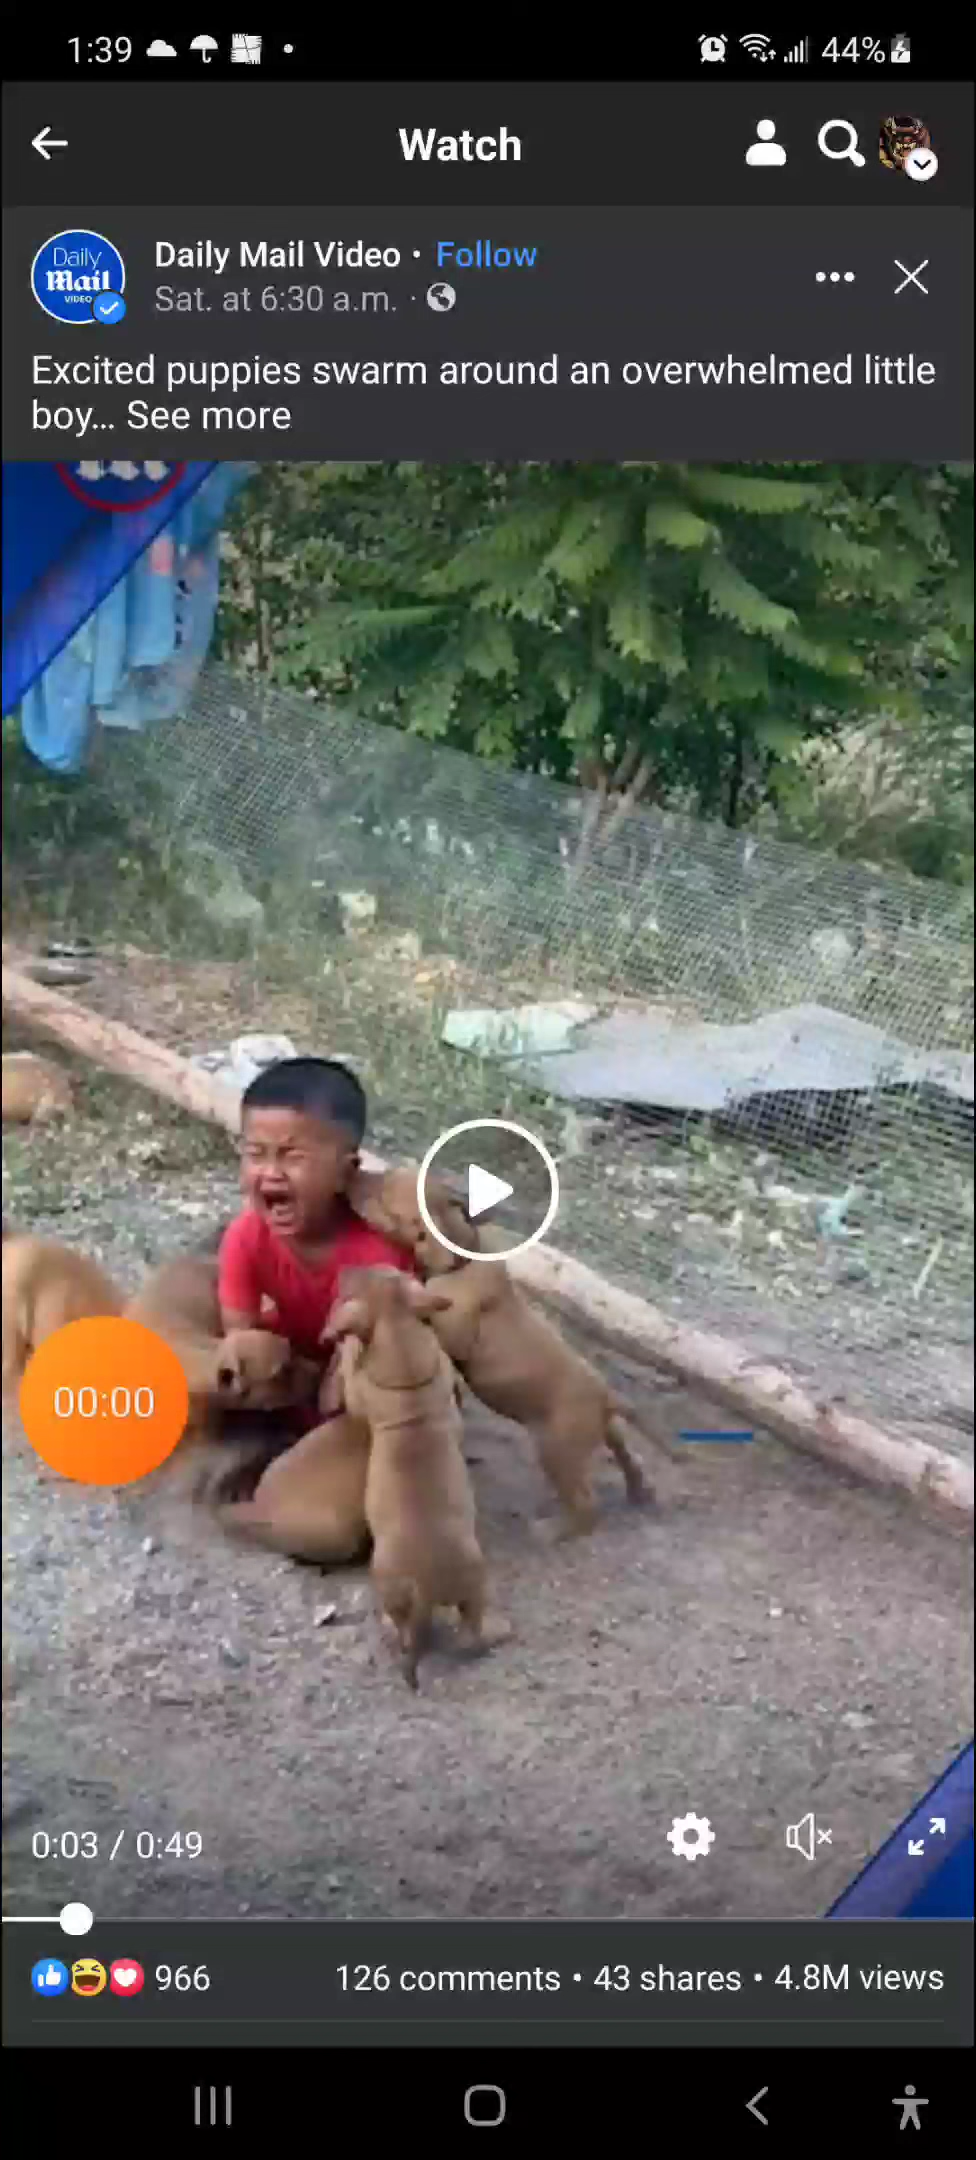 1:39
44%
Watch
Daily Mail Video • Follow
Daily
Mail
VIDEO
Sat. at 6:30 a.m. ·
Excited puppies swarm around an overwhelmed little
boy... See more
00:00
0:03 / 0:49
966
126 comments • 43 shares • 4.8M views